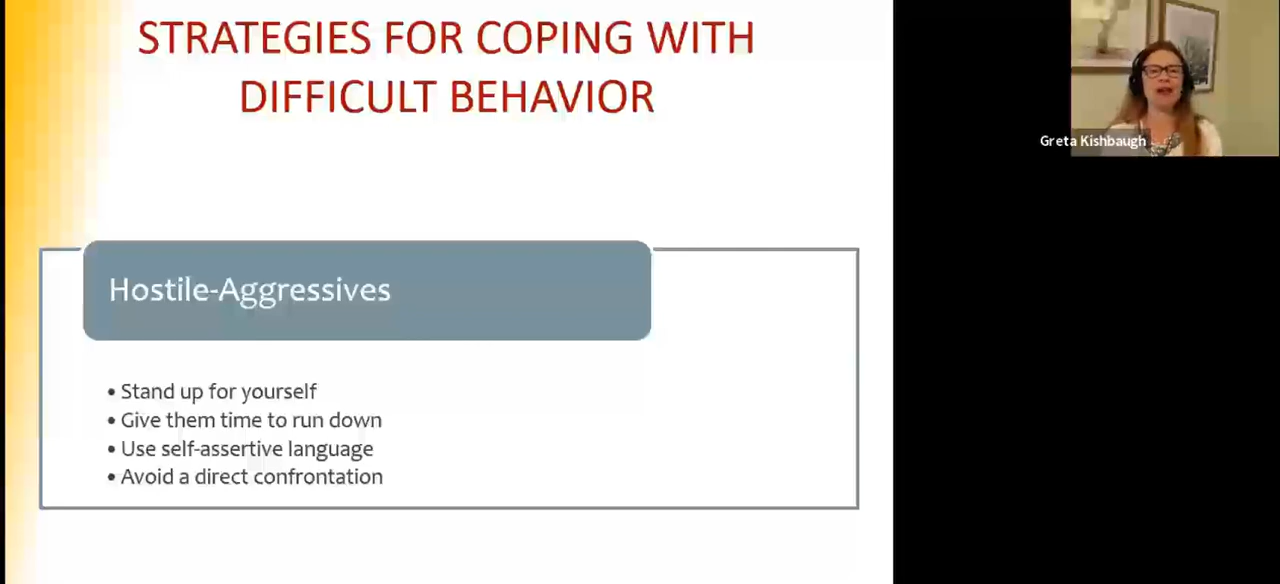 STRATEGIES FOR COPING WITH
DIFFICULT BEHAVIOR
Greta Kishbaugh
Hostile-Aggressives
• Stand up for yourself
• Give them time to run down
• Use self-assertive language
• Avoid a direct confrontation